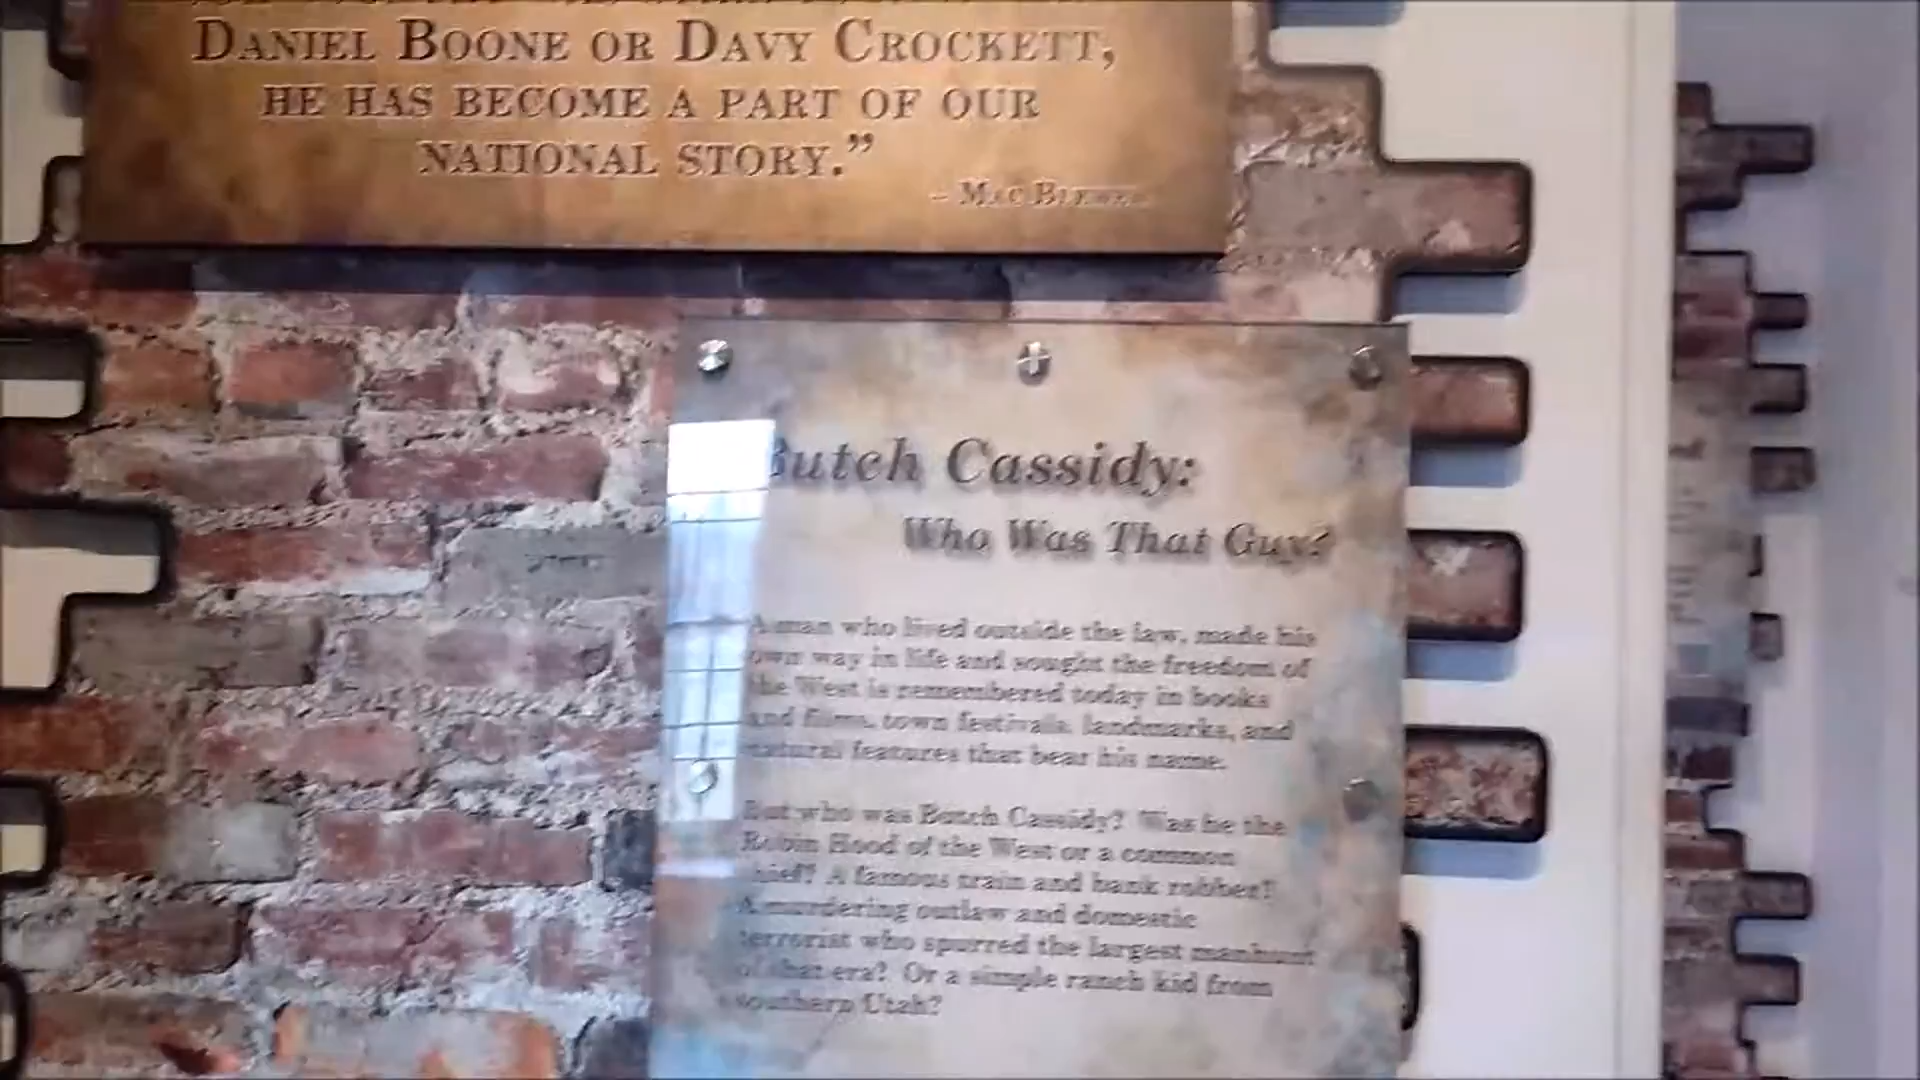 DANIEL BOONE OR DAVY CROCKETT,
HE HAS BECOME A PART OF OUR
NATIONAL STORY.”
Butch Cassidy:
Who Was That Guy?
A man who lived outside the law, made his
own way in life and sought the freedom of
the West is remembered today in books
and films, town festivals, landmarks, and
natural features that bear his name.
But who was Butch Cassidy? Was he the
Robin Hood of the West or a common
thief? A famous train and bank robber?
A murdering outlaw and domestic
terrorist who spurred the largest manhunt
of that era? Or a simple ranch kid from
southern Utah?